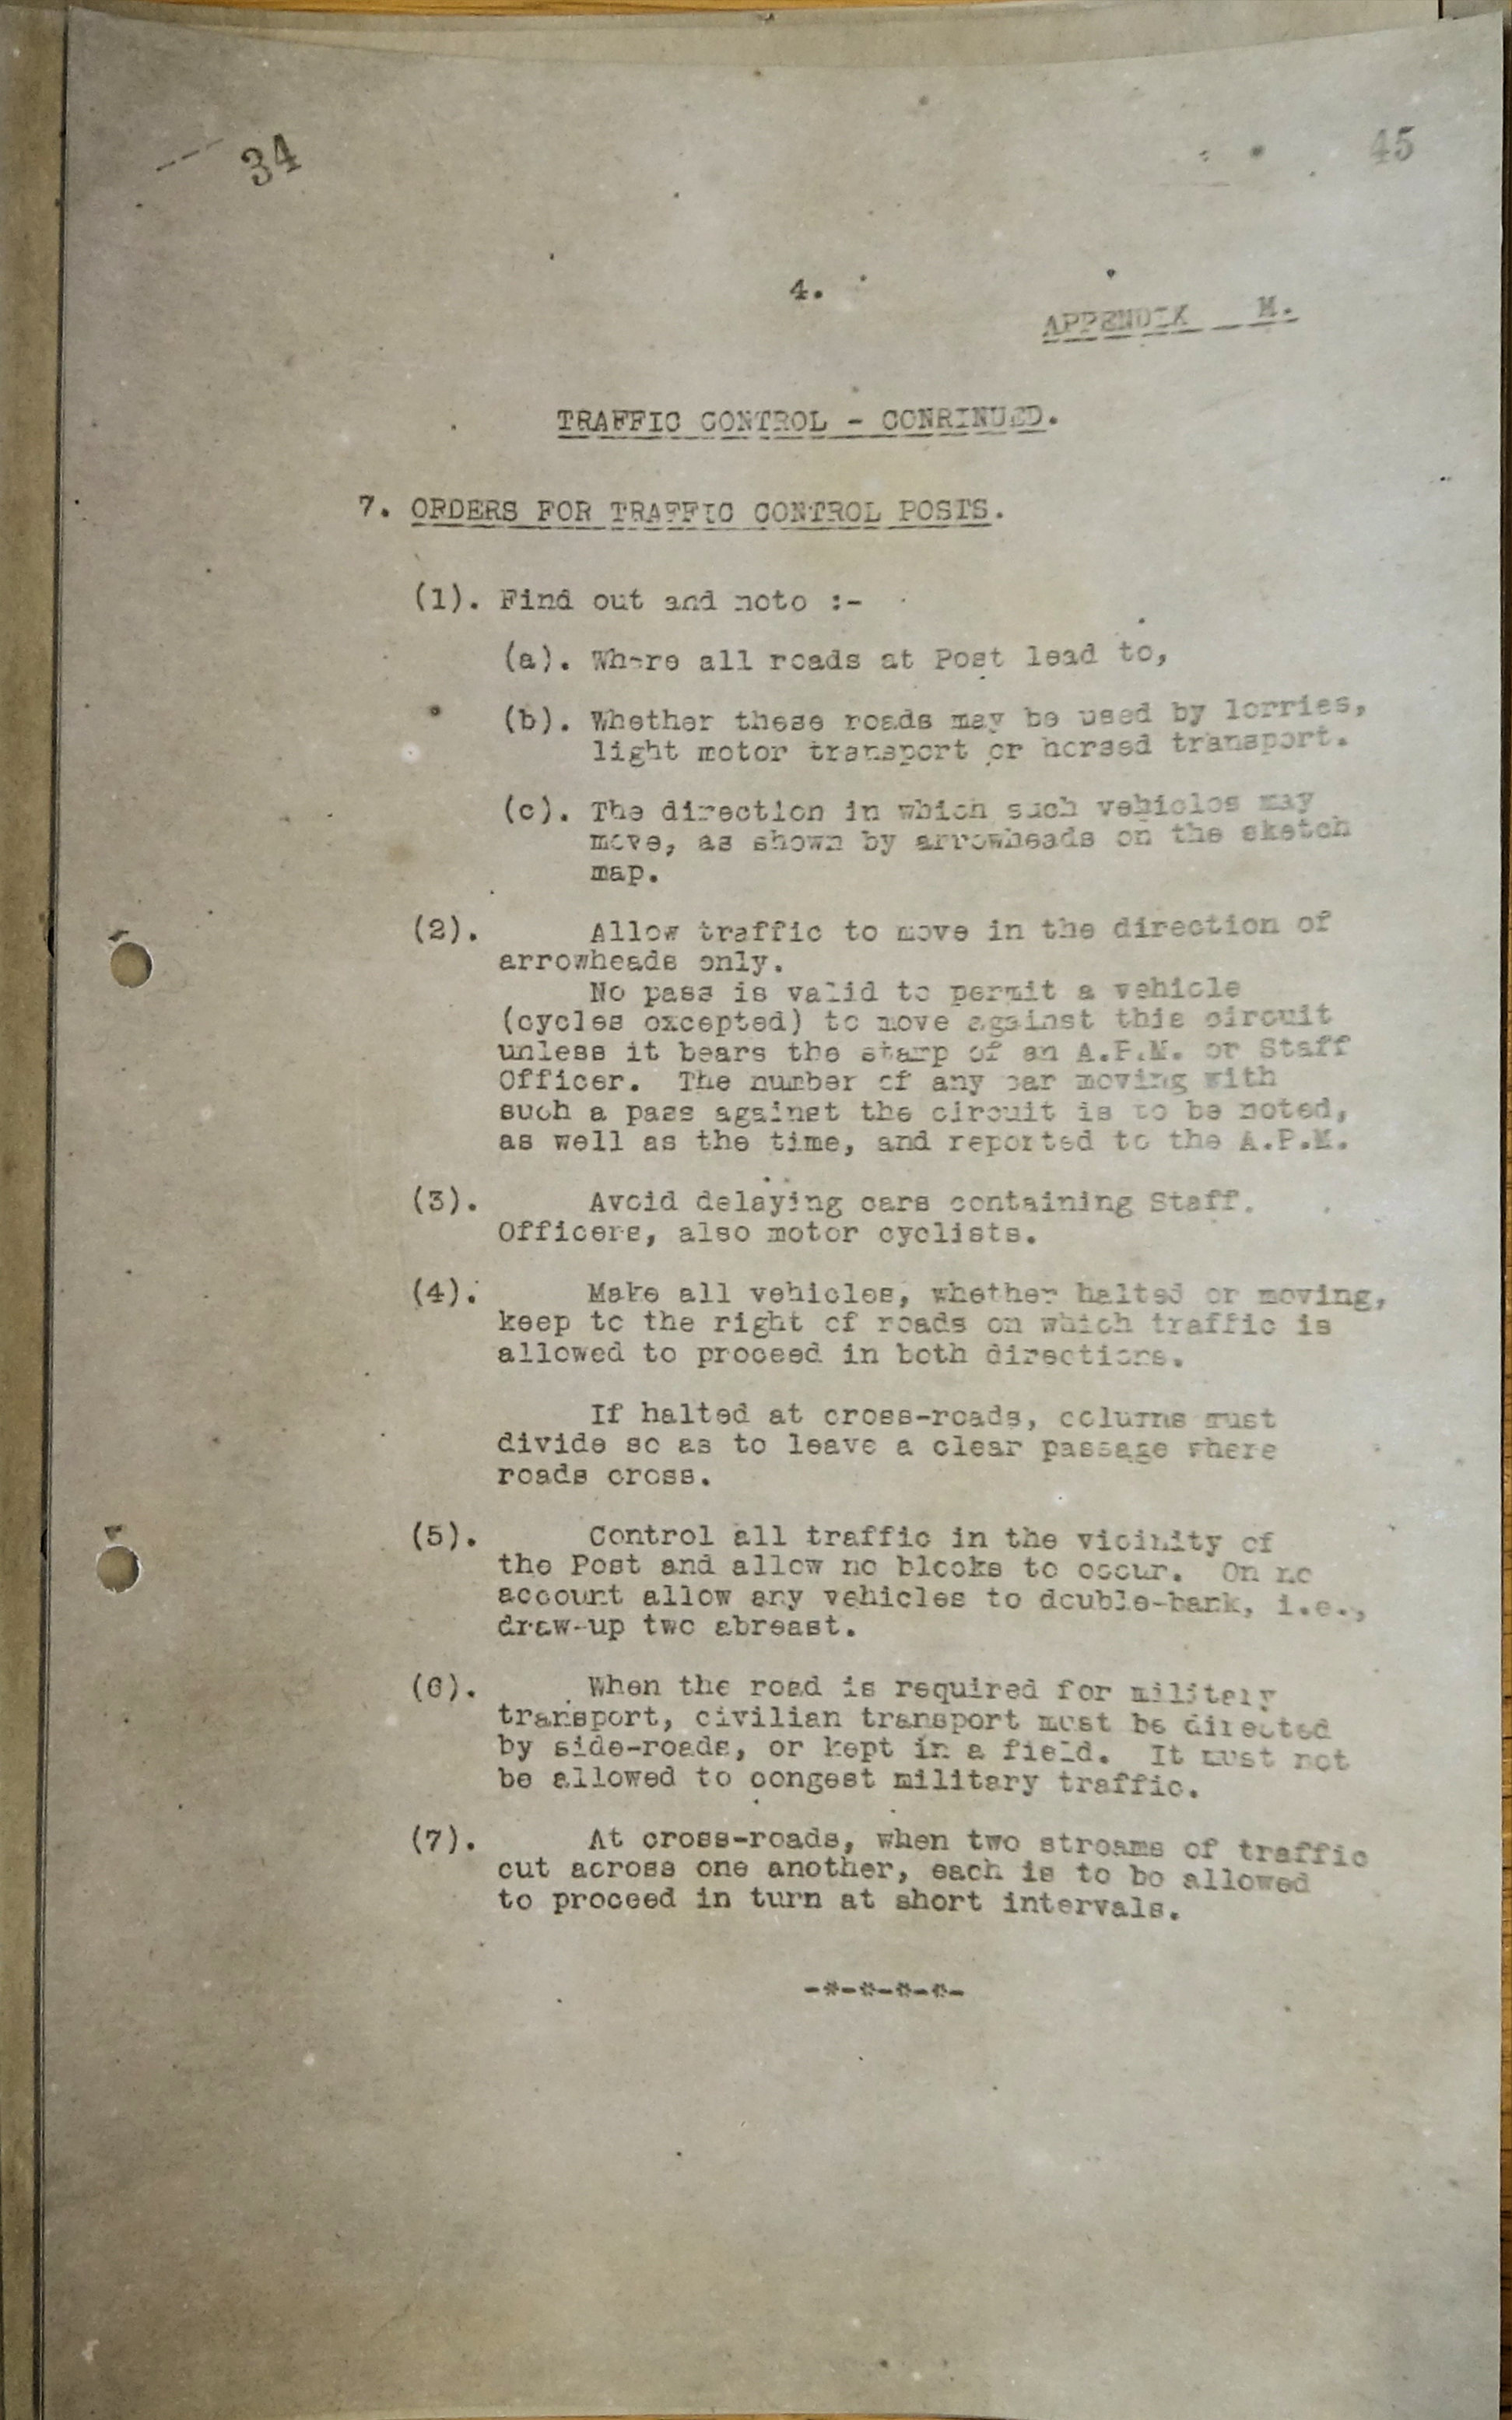 34
45
4.
APPENDIX M.
TRAFFIC CONTROL - CONRINUED.
7. ORDERS FOR TRAFFIC CONTROL POSTS.
(1). Find out and note :-
(a). Where all roads at Post lead to,
(b). Whether these roads may be used by lorries,
light motor transport or horsed transport.
(c). The direction in which such vehicles may
move, as shown by arrowheads on the sketch
map.
(2). Allow traffic to move in the direction of
arrowheads only.
No pass is valid to permit a vehicle
(cycles excepted) to move against this circuit
unless it bears the stamp of an A.P.M. or Staff
Officer. The number of any car moving with
such a pass against the circuit is to be noted,
as well as the time, and reported to the A.P.M.
(3). Avoid delaying cars containing Staff.
Officers, also motor cyclists.
(4). Make all vehicles, whether halted or moving,
keep to the right of roads on which traffic is
allowed to proceed in both directions.
If halted at cross-roads, columns must
divide so as to leave a clear passage where
roads cross.
(5). Control all traffic in the vicinity of
the Post and allow no blocks to occur. On no
account allow any vehicles to double-bank, i.e.,
draw-up two abreast.
(6). When the road is required for military
transport, civilian transport must be directed
by side-roads, or kept in a field. It must not
be allowed to congest military traffic.
(7). At cross-roads, when two streams of traffic
cut across one another, each is to be allowed
to proceed in turn at short intervals.
-*-*-*-*-